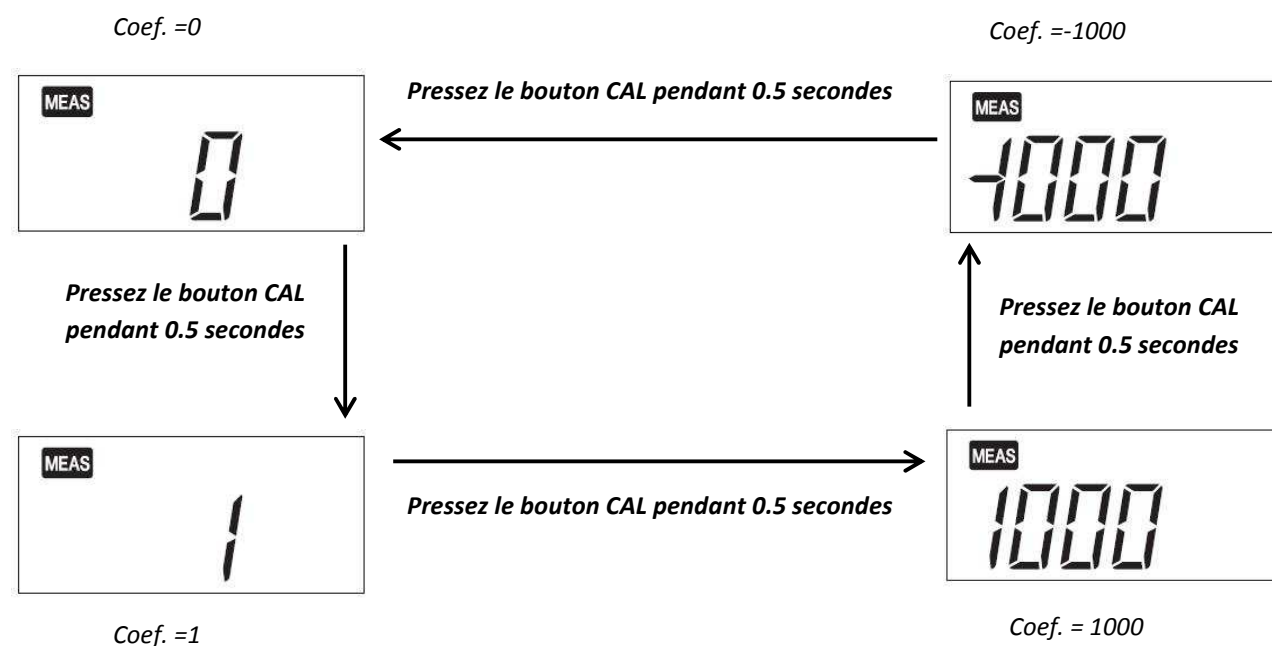 Coef. =0
Coef. =-1000
MEAS
0
Pressez le bouton CAL pendant 0.5 secondes
MEAS
-1000
Pressez le bouton CAL
pendant 0.5 secondes
Pressez le bouton CAL
pendant 0.5 secondes
MEAS
1
Pressez le bouton CAL pendant 0.5 secondes
MEAS
1000
Coef. =1
Coef. = 1000